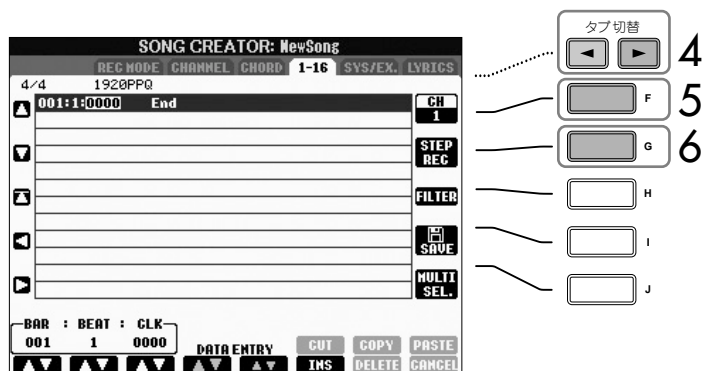 タブ切替
4
SONG CREATOR: NewSong
REC MODE CHANNEL CHORD 1-16 SYS/EX. LYRICS
4/4 1920PPQ
001:1:0000 End
CH
1
F
5
STEP
REC
G
6
FILTER
H
SAVE
I
MULTI
SEL.
J
BAR : BEAT : CLK
001 1 0000
DATA ENTRY
CUT COPY PASTE
INS DELETE CANCEL